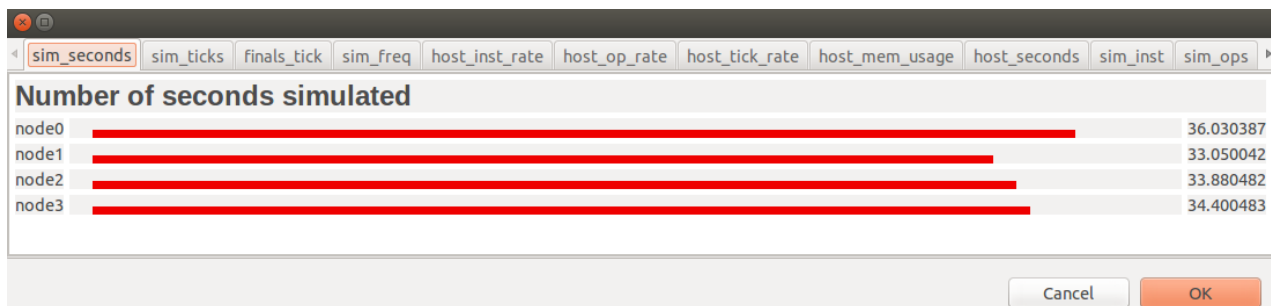 sim_seconds sim_ticks finals_tick sim_freq host_inst_rate host_op_rate host_tick_rate host_mem_usage host_seconds sim_inst sim_ops
Number of seconds simulated
node0 36.030387
node1 33.050042
node2 33.880482
node3 34.400483
Cancel OK